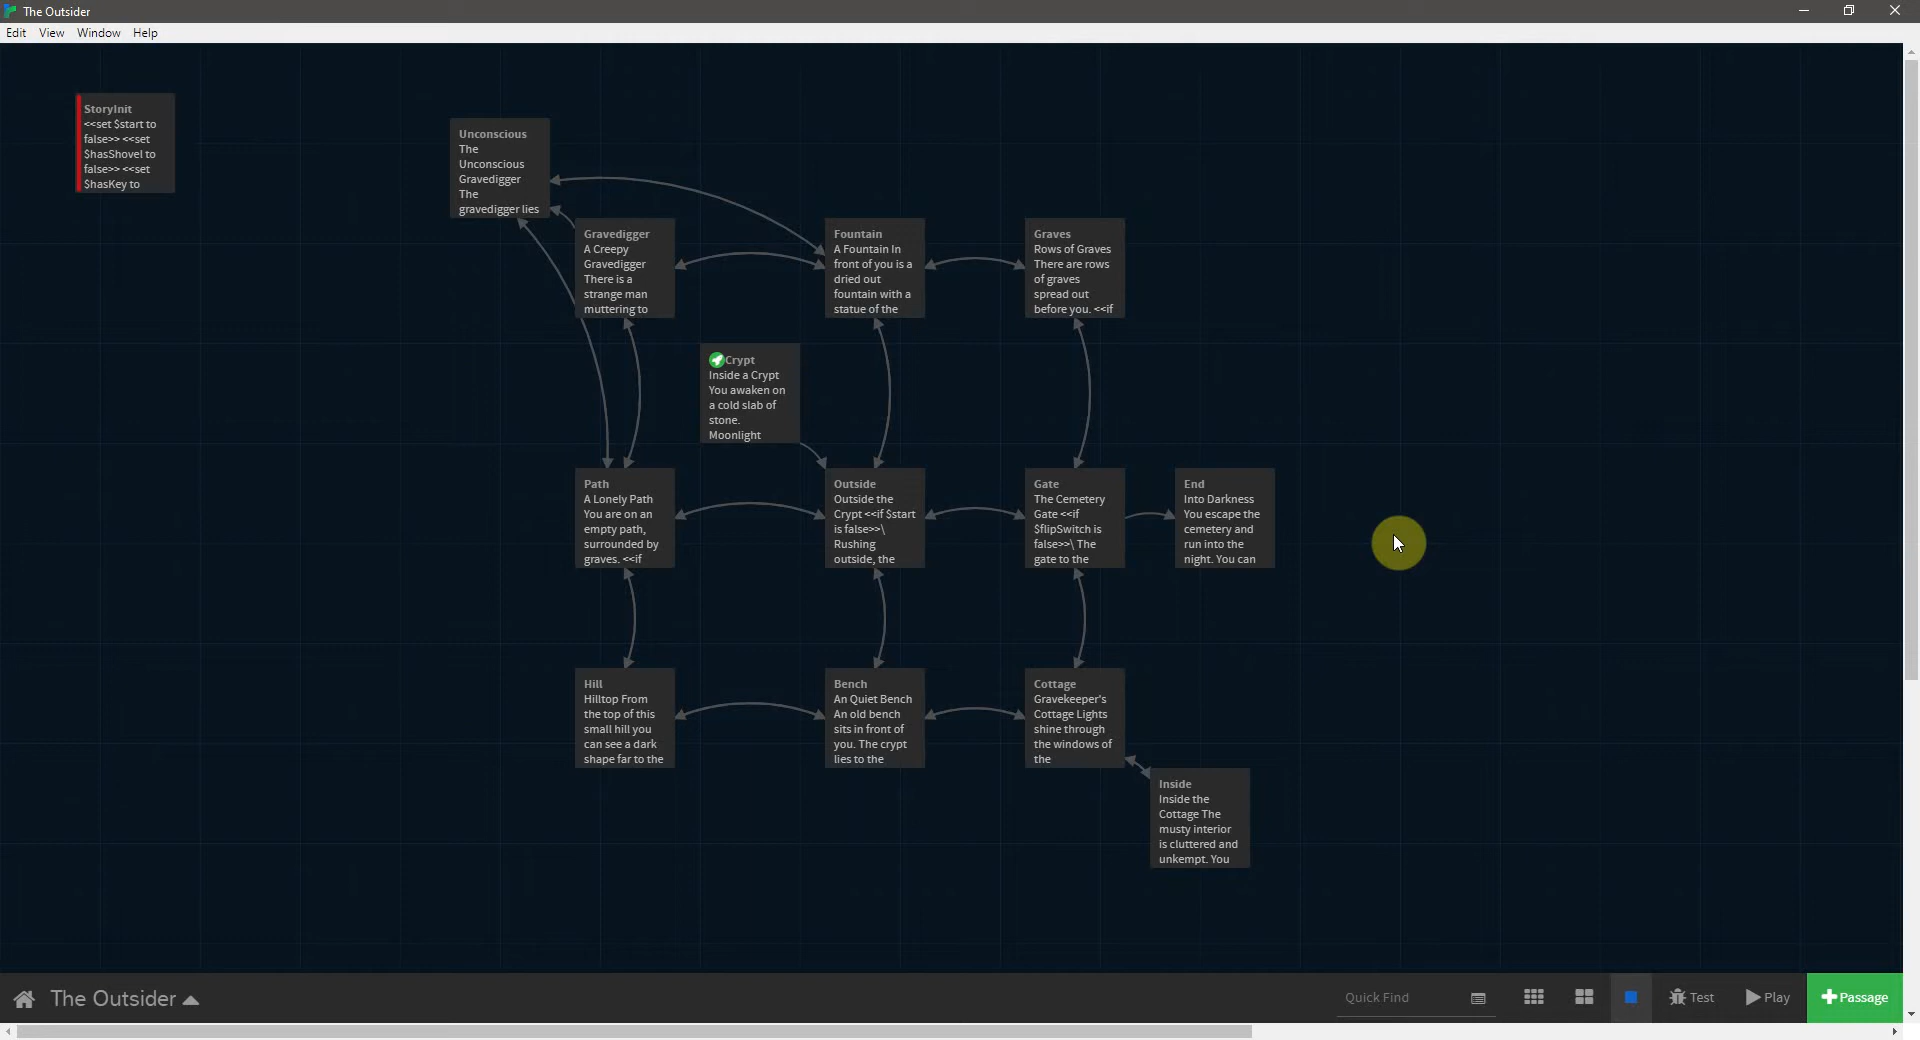 The Outsider
Edit View Window Help
StoryInit
<<set $start to
false>> <<set
$hasShovel to
false>> <<set
$hasKey to
Unconscious
The
Unconscious
Gravedigger
The
gravedigger lies
Gravedigger
A Creepy
Gravedigger
There is a
strange man
muttering to
Fountain
A Fountain In
front of you is a
dried out
fountain with a
statue of the
Graves
Rows of Graves
There are rows
of graves
spread out
before you. <<if
Crypt
Inside a Crypt
You awaken on
a cold slab of
stone.
Moonlight
Path
A Lonely Path
You are on an
empty path,
surrounded by
graves. <<if
Outside
Outside the
Crypt <<if $start
is false>>\
Rushing
outside, the
Gate
The Cemetery
Gate <<if
$flipSwitch is
false>>\ The
gate to the
End
Into Darkness
You escape the
cemetery and
run into the
night. You can
Hill
Hilltop From
the top of this
small hill you
can see a dark
shape far to the
Bench
An Quiet Bench
An old bench
sits in front of
you. The crypt
lies to the
Cottage
Gravekeeper's
Cottage Lights
shine through
the windows of
the
Inside
Inside the
Cottage The
musty interior
is cluttered and
unkempt. You
The Outsider
Quick Find
Test
Play
+Passage